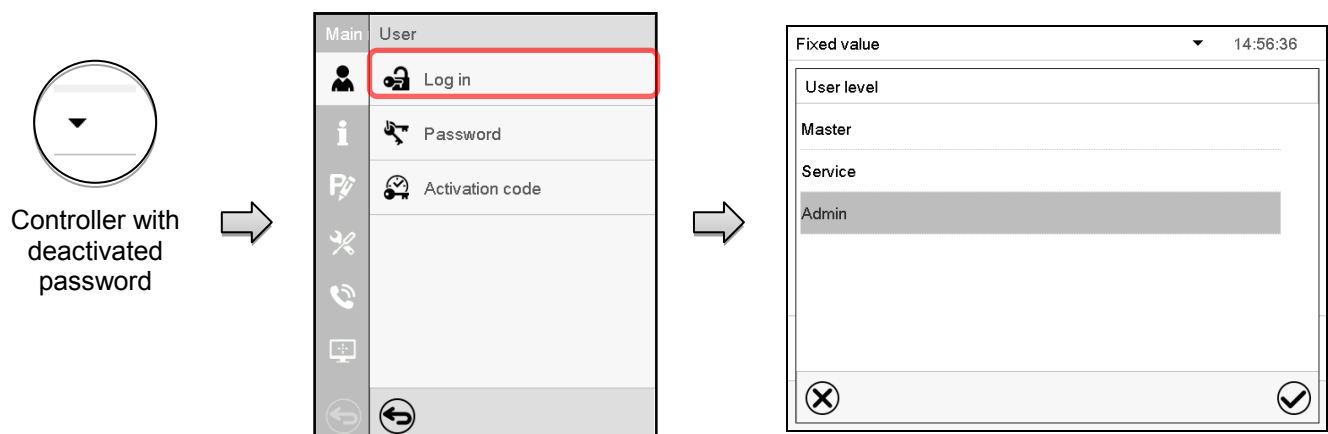 Controller with
deactivated
password
Main
User
Log in
Password
Activation code
Fixed value
14:56:36
User level
Master
Service
Admin